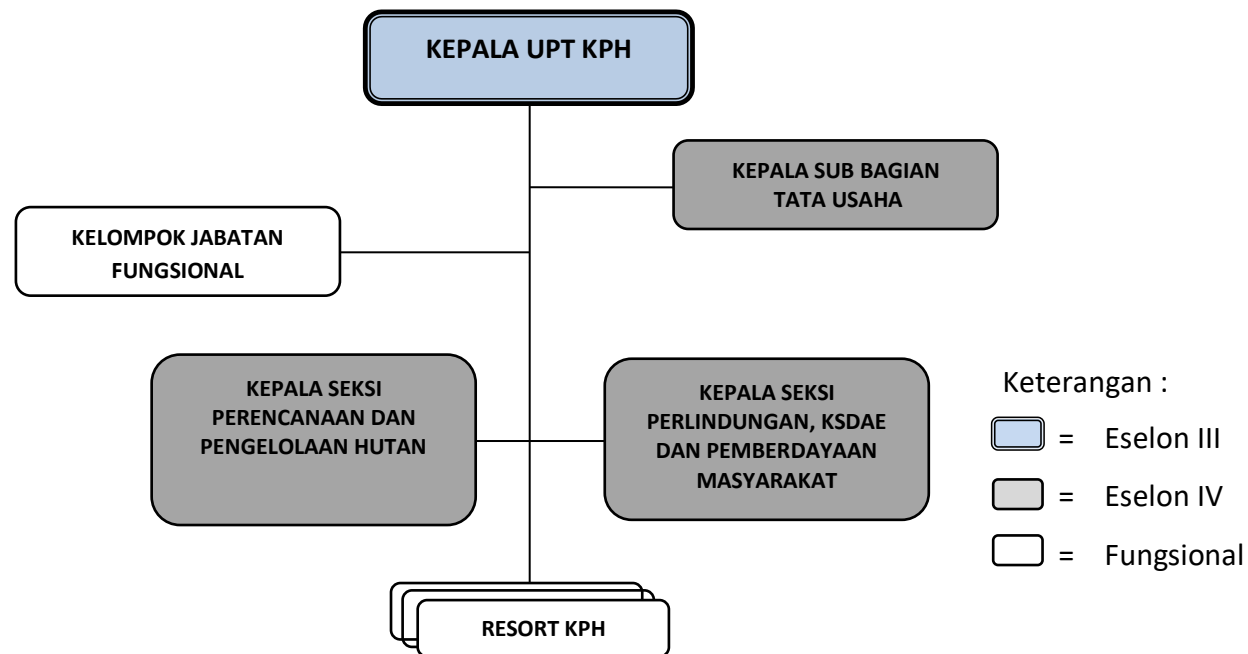 KEPALA UPT KPH
KEPALA SUB BAGIAN
TATA USAHA
KELOMPOK JABATAN
FUNGSIONAL
KEPALA SEKSI
PERENCANAAN DAN
PENGELOLAAN HUTAN
KEPALA SEKSI
PERLINDUNGAN, KSDAE
DAN PEMBERDAYAAN
MASYARAKAT
RESORT KPH
Keterangan :
= Eselon III
= Eselon IV
= Fungsional